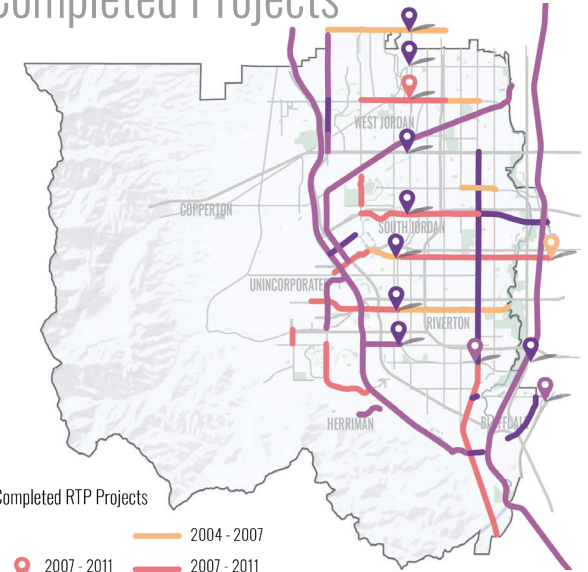 Completed Projects
WEST JORDAN
COPPERTON
SOUTH JORDAN
UNINCORPORATE
RIVERTON
HERRIMAN
BLUFFDALE
Completed RTP Projects
2004 - 2007
2007 - 2011
2007 - 2011